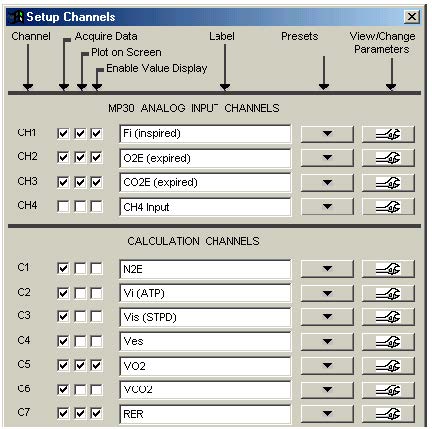 Setup Channels
Channel Acquire Data Label Presets View/Change
Plot on Screen Parameters
Enable Value Display
MP30 ANALOG INPUT CHANNELS
CH1 Fi (inspired)
CH2 O2E (expired)
CH3 CO2E (expired)
CH4 CH4 Input
CALCULATION CHANNELS
C1 N2E
C2 Vi (ATP)
C3 Vis (STPD)
C4 Ves
C5 VO2
C6 VCO2
C7 RER